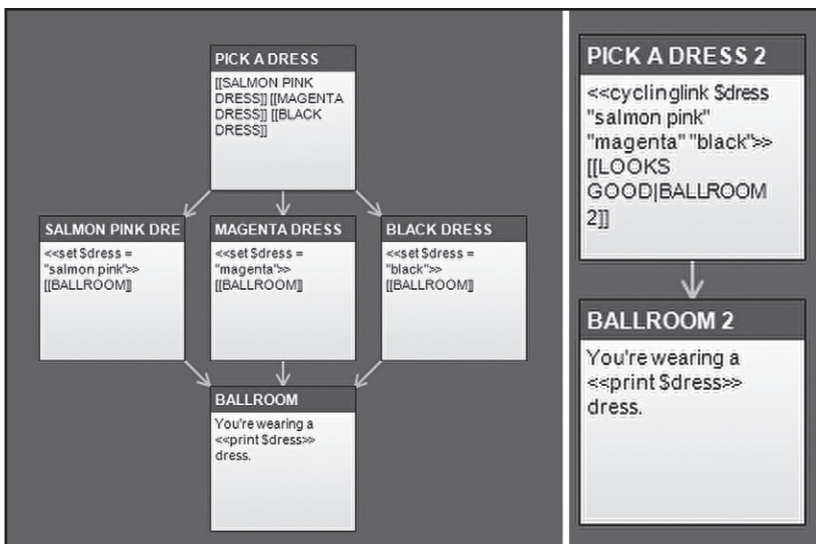 PICK A DRESS
[[SALMON PINK
DRESS]] [[MAGENTA
DRESS]] [[BLACK
DRESS]]
SALMON PINK DRE
<<set $dress =
"salmon pink">>
[[BALLROOM]]
MAGENTA DRESS
<<set $dress =
"magenta">>
[[BALLROOM]]
BLACK DRESS
<<set $dress =
"black">>
[[BALLROOM]]
BALLROOM
You're wearing a
<<print $dress>>
dress.
PICK A DRESS 2
<<cyclinglink $dress
"salmon pink"
"magenta" "black">>
[[LOOKS
GOOD|BALLROOM
2]]
BALLROOM 2
You're wearing a
<<print $dress>>
dress.